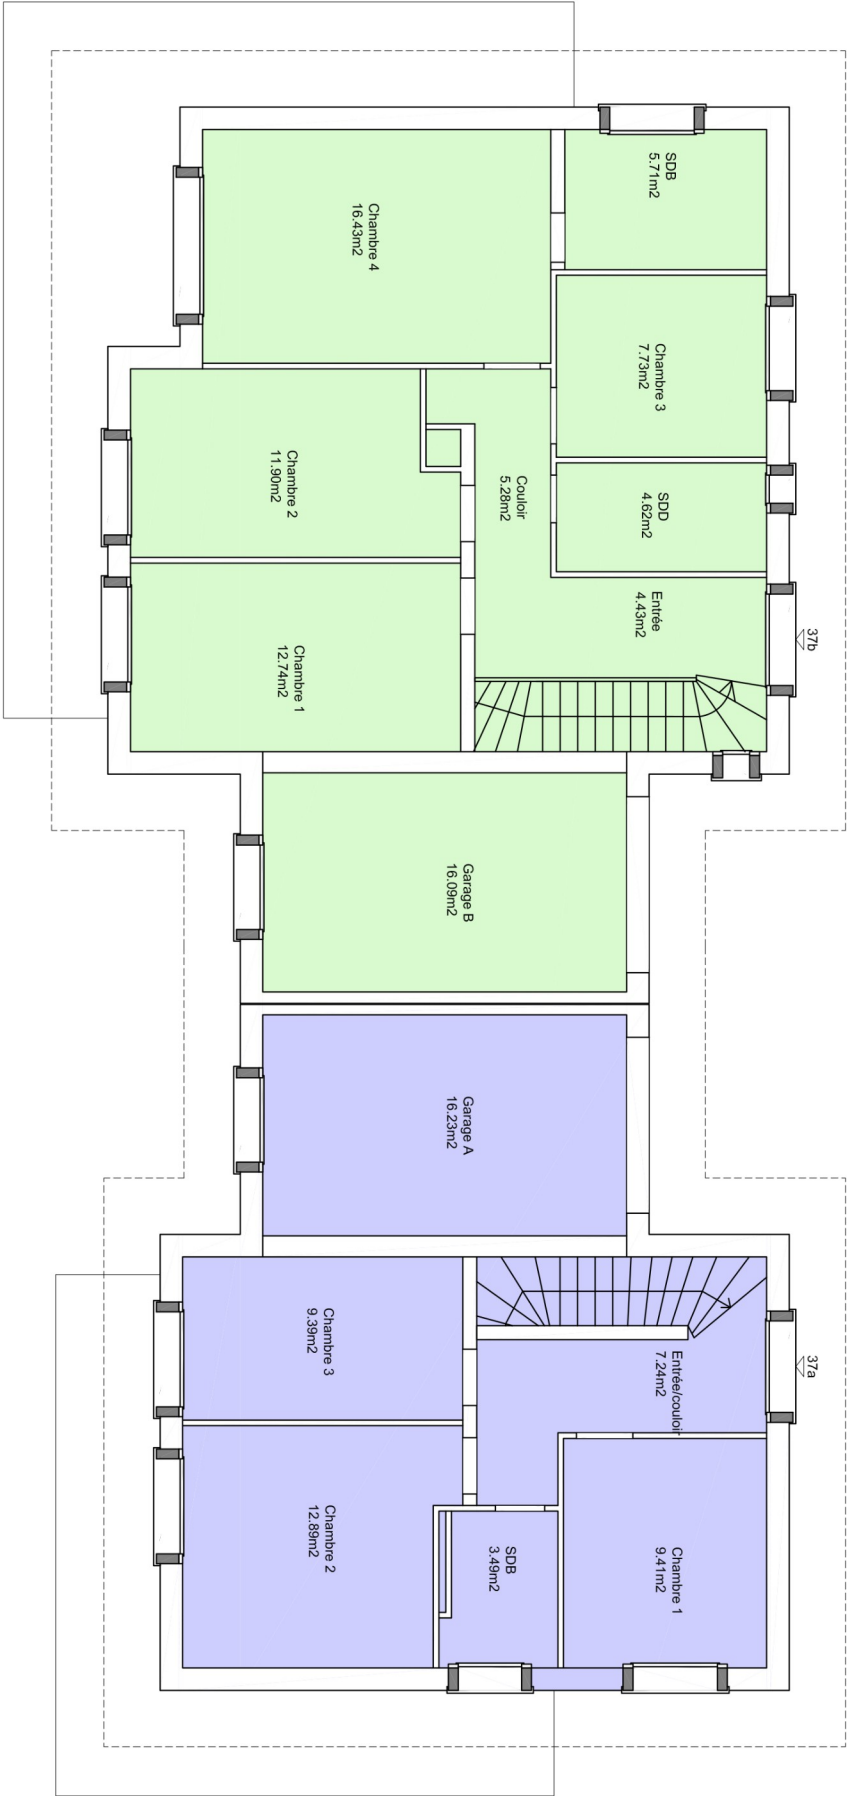 SDB
5.71m2
Chambre 4
16.43m2
Chambre 3
7.73m2
Chambre 2
11.90m2
Couloir
5.28m2
SDD
4.62m2
Entrée
4.43m2
37b
Chambre 1
12.74m2
Garage B
16.09m2
Garage A
16.23m2
37a
Entrée/couloir
7.24m2
Chambre 3
9.39m2
Chambre 2
12.89m2
SDB
3.49m2
Chambre 1
9.41m2